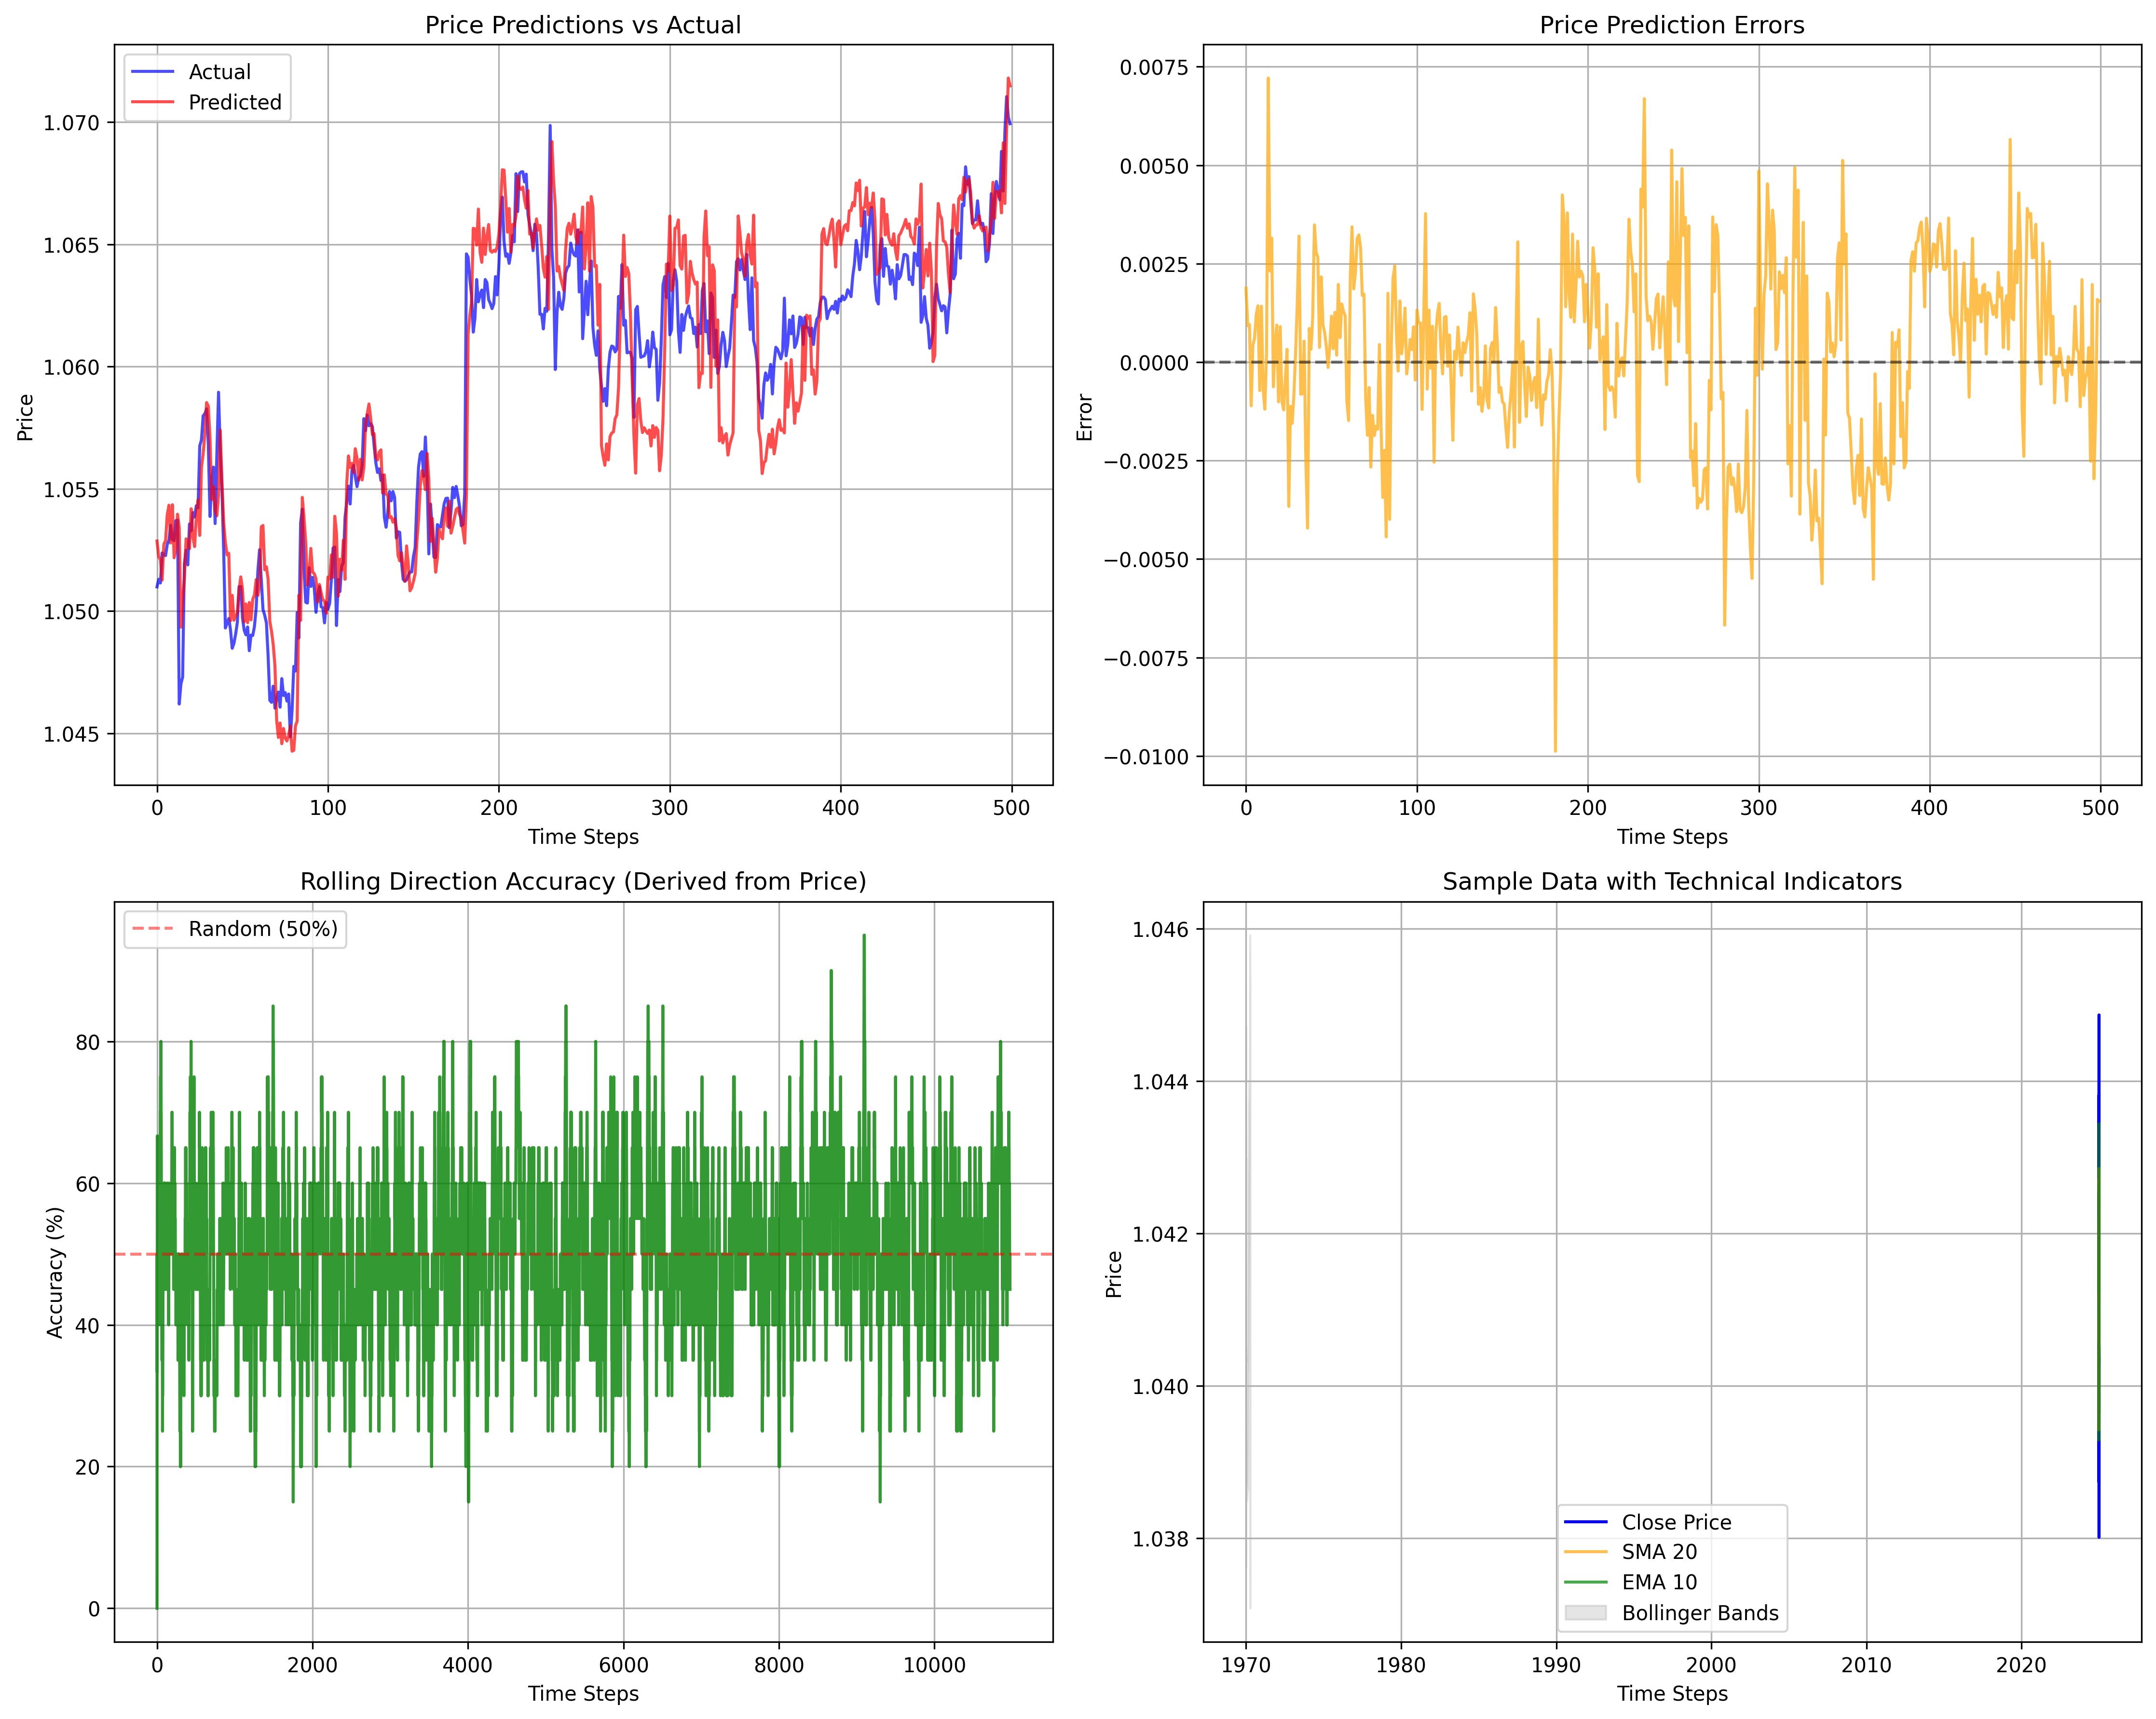 Price Predictions vs Actual
Actual
Predicted
1.070
1.065
1.060
1.055
1.050
1.045
Price
0
100
200
300
400
500
Time Steps
Price Prediction Errors
0.0075
0.0050
0.0025
0.0000
−0.0025
−0.0050
−0.0075
−0.0100
Error
0
100
200
300
400
500
Time Steps
Rolling Direction Accuracy (Derived from Price)
Random (50%)
80
60
40
20
0
Accuracy (%)
0
2000
4000
6000
8000
10000
Time Steps
Sample Data with Technical Indicators
1.046
1.044
1.042
1.040
1.038
Price
Close Price
SMA 20
EMA 10
Bollinger Bands
1970
1980
1990
2000
2010
2020
Time Steps